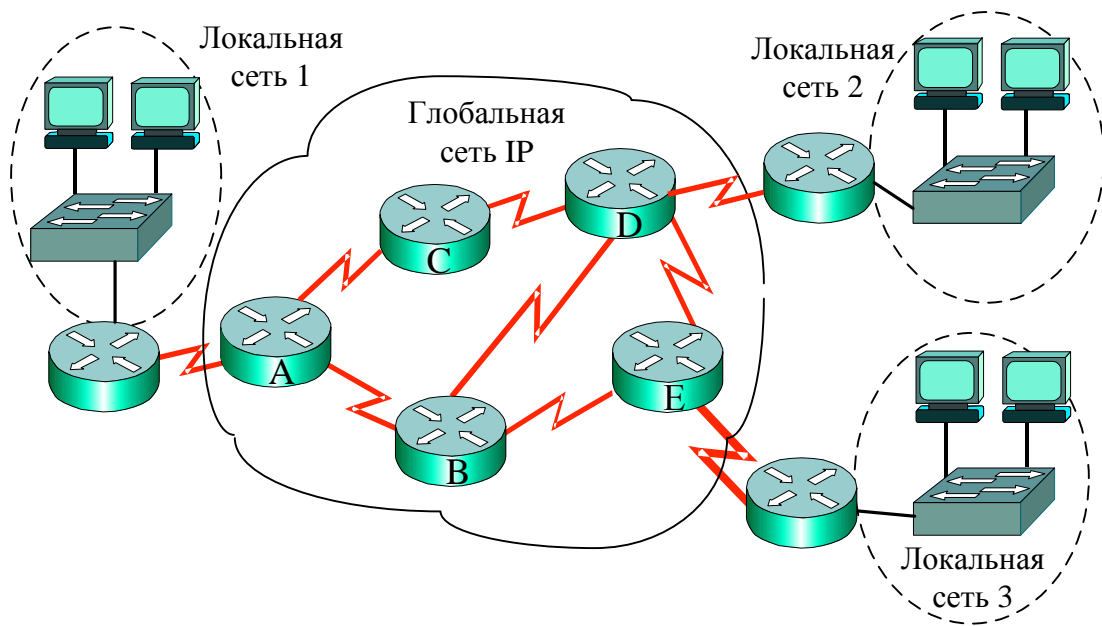 Локальная
сеть 1
Локальная
сеть 2
Глобальная
сеть IP
D
C
A
E
B
Локальная
сеть 3